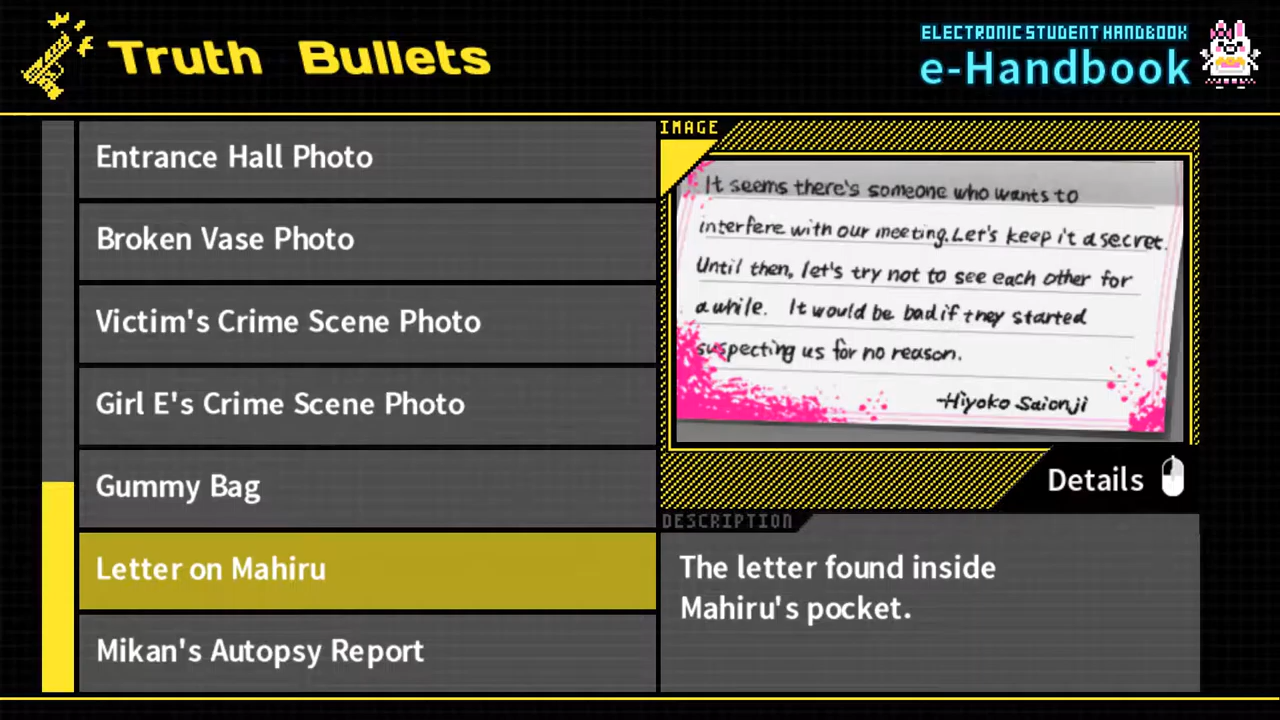 Truth Bullets
ELECTRONIC STUDENT HANDBOOK
e-Handbook
Entrance Hall Photo
Broken Vase Photo
Victim's Crime Scene Photo
Girl E's Crime Scene Photo
Gummy Bag
Letter on Mahiru
Mikan's Autopsy Report
IMAGE
It seems there's someone who wants to
interfere with our meeting. Let's keep it a secret.
Until then, let's try not to see each other for
a while. It would be bad if they started
suspecting us for no reason.
-Hiyoko Saionji
Details
DESCRIPTION
The letter found inside
Mahiru's pocket.